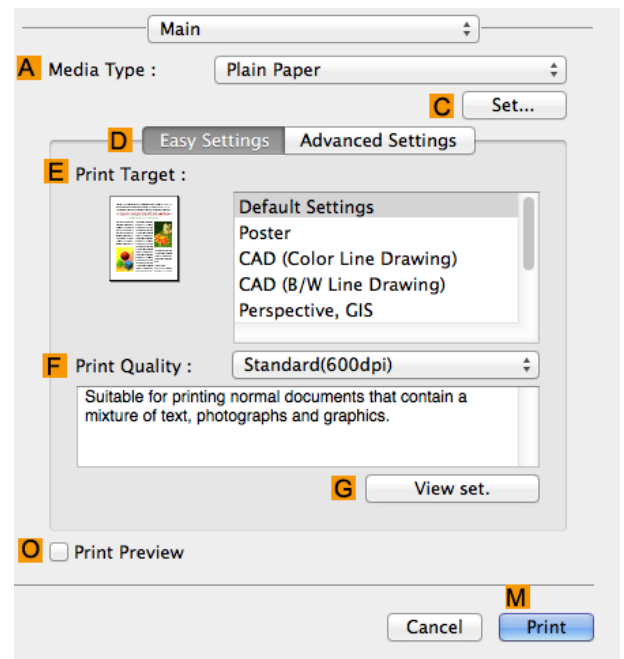 Main
A Media Type : Plain Paper
C Set...
D Easy Settings Advanced Settings
E Print Target :
Default Settings
Poster
CAD (Color Line Drawing)
CAD (B/W Line Drawing)
Perspective, GIS
F Print Quality : Standard(600dpi)
Suitable for printing normal documents that contain a
mixture of text, photographs and graphics.
G View set.
O Print Preview
M
Cancel Print